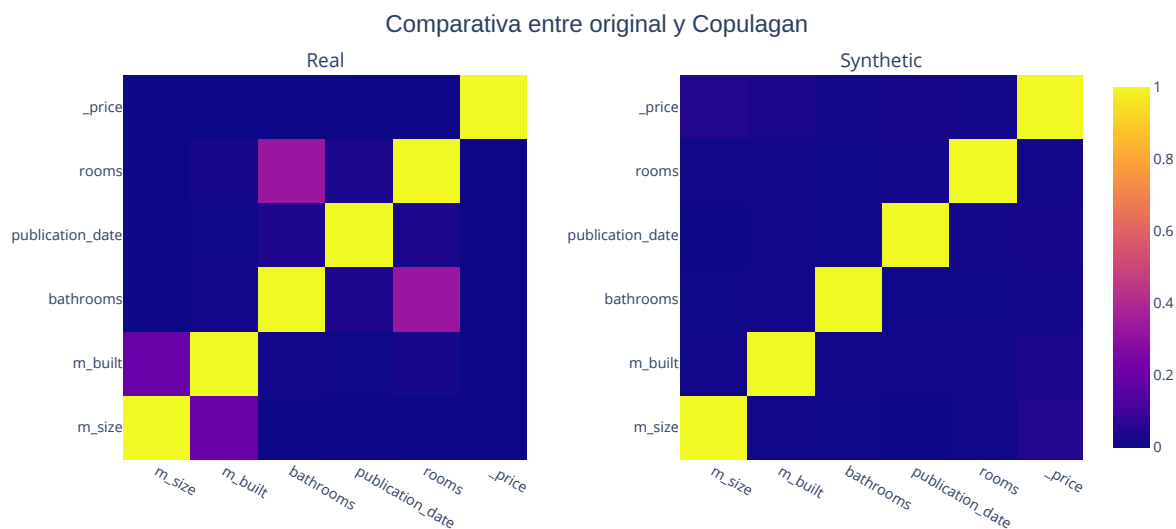 Comparativa entre original y Copulagan
Real
Synthetic
_price
rooms
publication_date
bathrooms
m_built
m_size
m_size
m_built
bathrooms
publication_date
rooms
_price
_price
rooms
publication_date
bathrooms
m_built
m_size
m_size
m_built
bathrooms
publication_date
rooms
_price
1
0.8
0.6
0.4
0.2
0